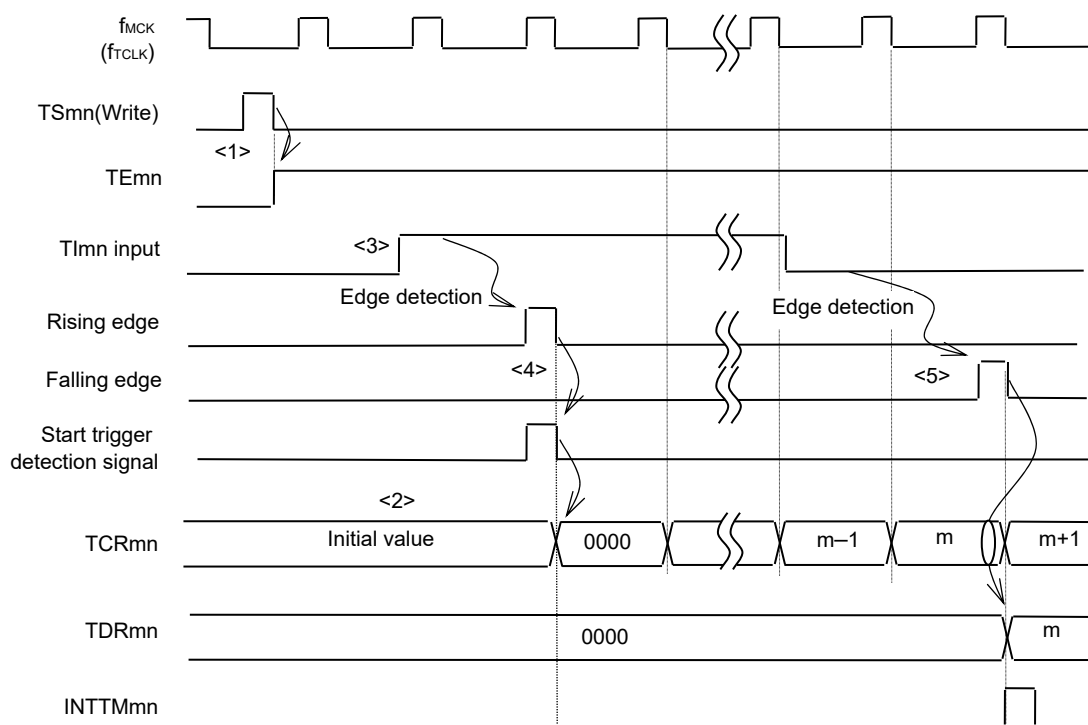 fMCK
(fTCLK)
TSmn(Write)
<1>
TEmn
TImn input
<3>
Edge detection
Edge detection
Rising edge
<4>
<5>
Falling edge
Start trigger
detection signal
<2>
TCRmn
Initial value
0000
m–1
m
m+1
TDRmn
0000
m
INTTMmn